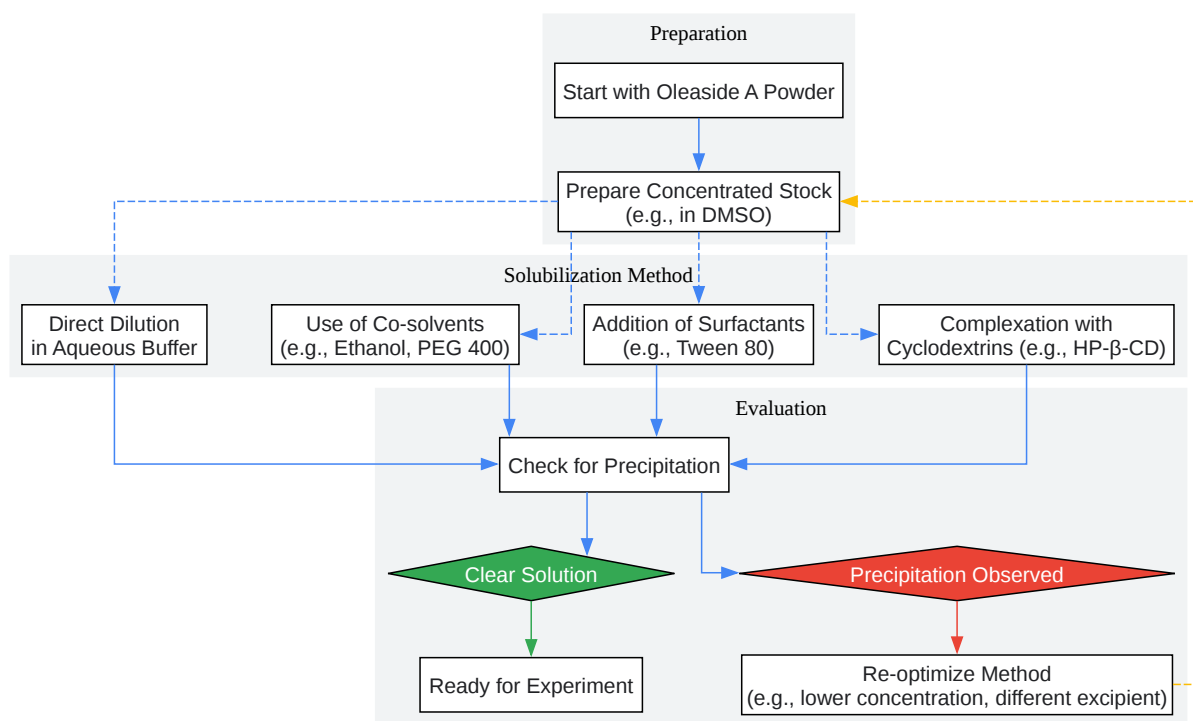 Preparation
Start with Oleaside A Powder
Prepare Concentrated Stock
(e.g., in DMSO)
Solubilization Method
Direct Dilution
in Aqueous Buffer
Use of Co-solvents
(e.g., Ethanol, PEG 400)
Addition of Surfactants
(e.g., Tween 80)
Complexation with
Cyclodextrins (e.g., HP-β-CD)
Evaluation
Check for Precipitation
Clear Solution
Precipitation Observed
Ready for Experiment
Re-optimize Method
(e.g., lower concentration, different excipient)